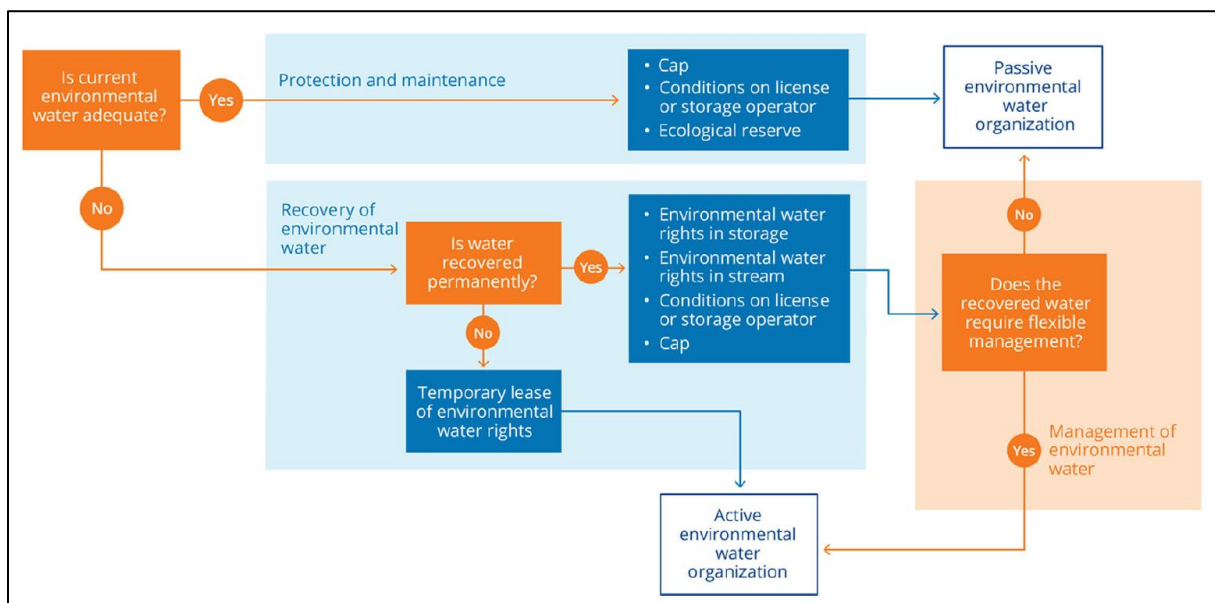 Is current
environmental
water adequate?
Yes
Protection and maintenance
• Cap
• Conditions on license
or storage operator
• Ecological reserve
Passive
environmental
water
organization
No
Recovery of
environmental
water
Is water
recovered
permanently?
Yes
• Environmental water
rights in storage
• Environmental water
rights in stream
• Conditions on license
or storage operator
• Cap
No
Does the
recovered water
require flexible
management?
No
Temporary lease
of environmental
water rights
Yes
Management of
environmental
water
Active
environmental
water
organization